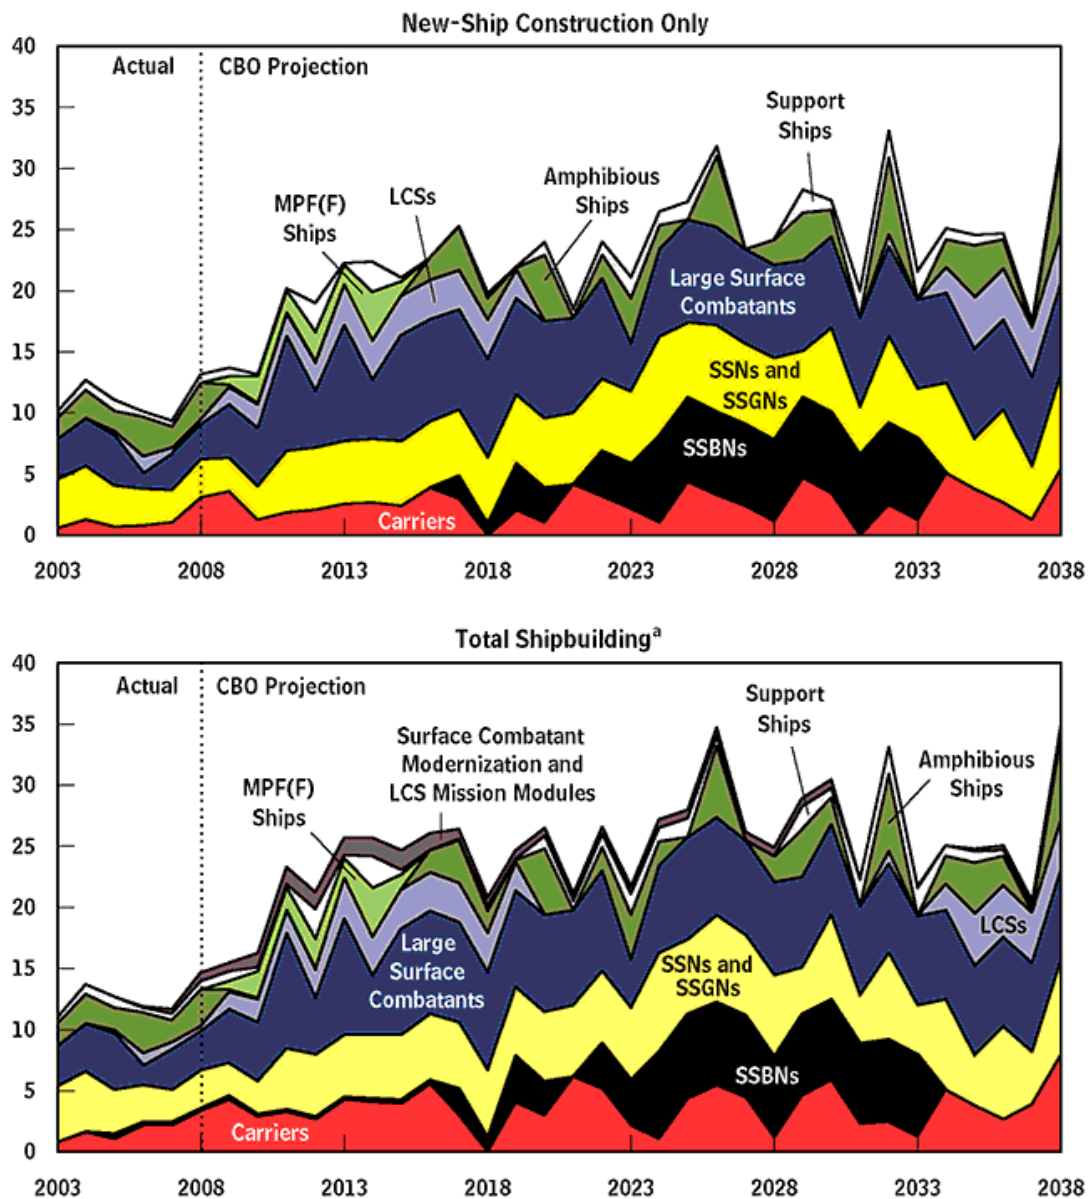 New-Ship Construction Only
40
35
30
25
20
15
10
5
0
Actual
CBO Projection
MPF(F)
Ships
LCSs
Amphibious
Ships
Support
Ships
Large Surface
Combatants
SSNs and
SSGNs
SSBNs
Carriers
2003
2008
2013
2018
2023
2028
2033
2038
Total Shipbuildingᵃ
40
35
30
25
20
15
10
5
0
Actual
CBO Projection
MPF(F)
Ships
Surface Combatant
Modernization and
LCS Mission Modules
Support
Ships
Amphibious
Ships
Large
Surface
Combatants
SSNs and
SSGNs
LCSs
SSBNs
Carriers
2003
2008
2013
2018
2023
2028
2033
2038